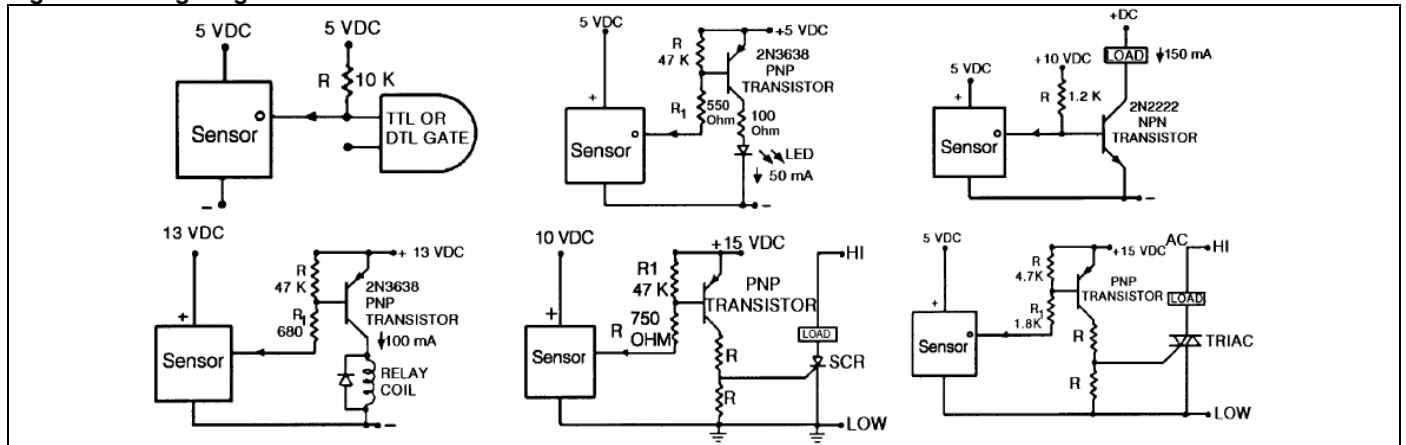 5 VDC
5 VDC
R
10 K
Sensor
TTL OR
DTL GATE
–
5 VDC
+5 VDC
R
47 K
2N3638
PNP
TRANSISTOR
+
R1
550
Ohm
100
Ohm
Sensor
LED
50 mA
–
+DC
LOAD
150 mA
5 VDC
+10 VDC
+
R
1.2 K
2N2222
NPN
TRANSISTOR
Sensor
–
13 VDC
+ 13 VDC
R
47 K
2N3638
PNP
TRANSISTOR
+
R1
680
100 mA
Sensor
RELAY
COIL
–
10 VDC
+15 VDC
HI
R1
47 K
PNP
TRANSISTOR
+
R
750
OHM
LOAD
Sensor
R
SCR
R
LOW
5 VDC
+15 VDC
AC
HI
R
4.7K
PNP
TRANSISTOR
LOAD
+
R1
1.8K
Sensor
R
TRIAC
R
LOW